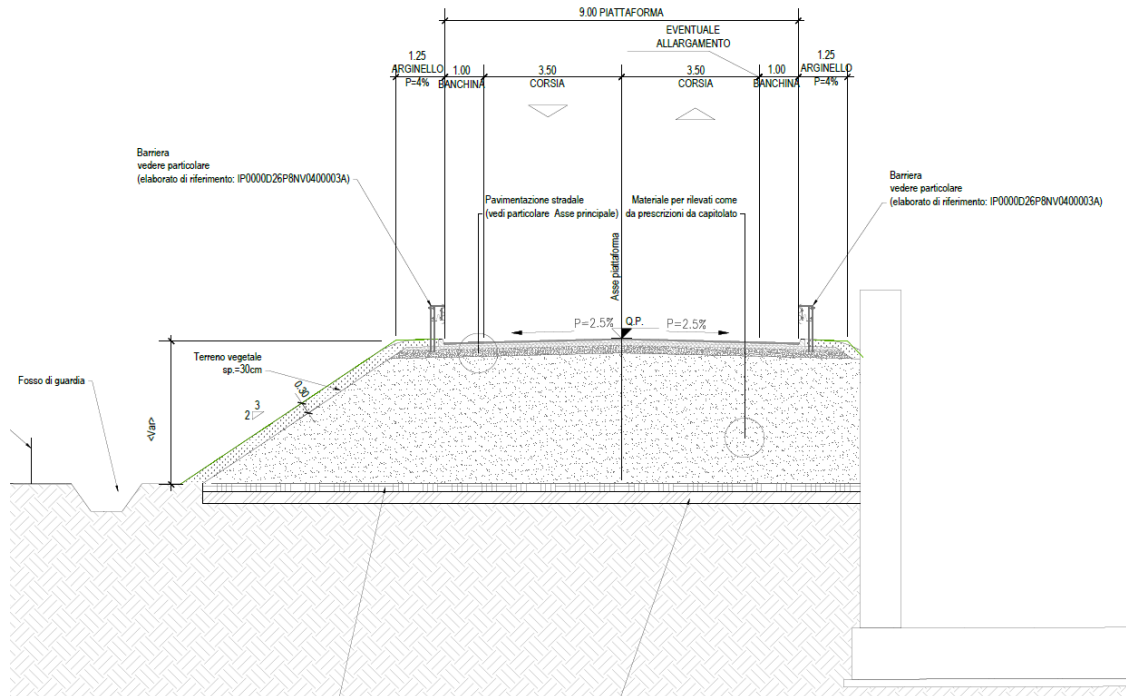 9.00 PIATTAFORMA
EVENTUALE
ALLARGAMENTO
1.25
ARGINELLO
P=4%
1.00
BANCHINA
3.50
CORSIA
3.50
CORSIA
1.00
BANCHINA
1.25
ARGINELLO
P=4%
Barriera
vedere particolare
(elaborato di riferimento: IP0000D26P8NV0400003A)
Pavimentazione stradale
(vedi particolare Asse principale)
Materiale per rilevati come
da prescrizioni da capitolato
Barriera
vedere particolare
(elaborato di riferimento: IP0000D26P8NV0400003A)
Asse piattaforma
P=2.5%
Q.P.
P=2.5%
Terreno vegetale
sp.=30cm
Fosso di guardia
0.30
3
2
<Var>